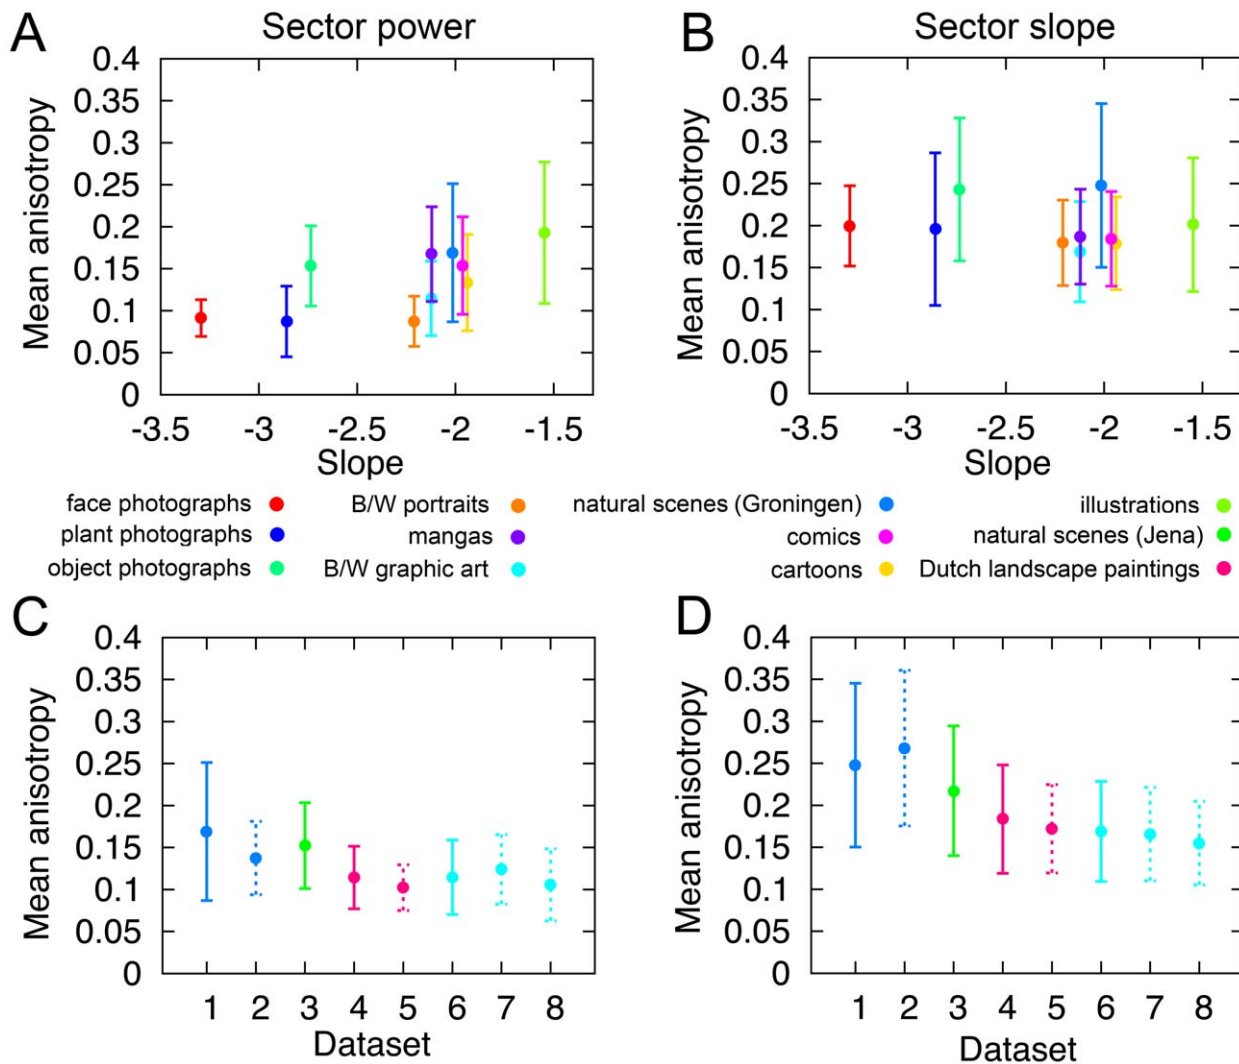 A Sector power
B Sector slope
Mean anisotropy
0.4
0.35
0.3
0.25
0.2
0.15
0.1
0.05
0
-3.5 -3 -2.5 -2 -1.5
Slope
Mean anisotropy
0.4
0.35
0.3
0.25
0.2
0.15
0.1
0.05
0
-3.5 -3 -2.5 -2 -1.5
Slope
face photographs B/W portraits natural scenes (Groningen) illustrations
plant photographs mangas comics natural scenes (Jena)
object photographs B/W graphic art cartoons Dutch landscape paintings
C
Mean anisotropy
0.4
0.35
0.3
0.25
0.2
0.15
0.1
0.05
0
1 2 3 4 5 6 7 8
Dataset
D
Mean anisotropy
0.4
0.35
0.3
0.25
0.2
0.15
0.1
0.05
0
1 2 3 4 5 6 7 8
Dataset